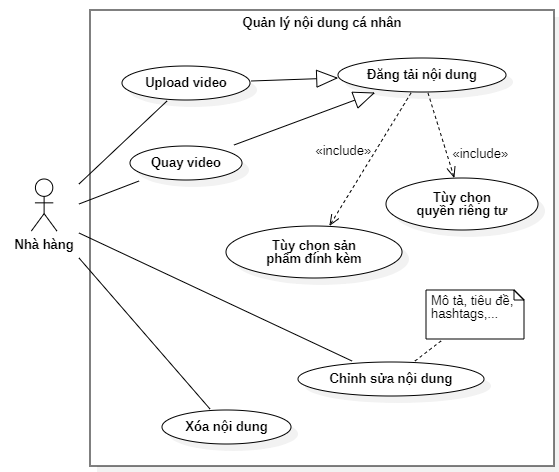 Quản lý nội dung cá nhân
Upload video
Đăng tải nội dung
Quay video
«include»
«include»
Tùy chọn
quyền riêng tư
Nhà hàng
Tùy chọn sản
phẩm đính kèm
Mô tả, tiêu đề,
hashtags,...
Chỉnh sửa nội dung
Xóa nội dung